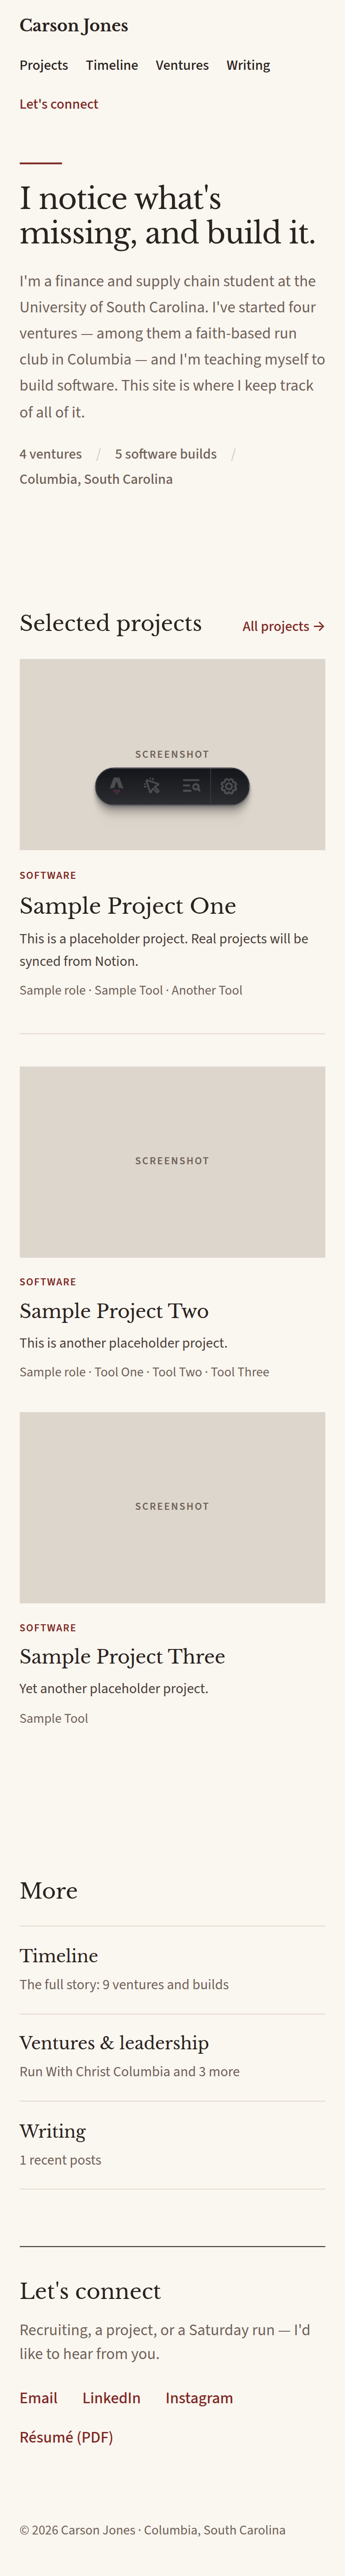 Carson Jones
Projects Timeline Ventures Writing
Let's connect
I notice what's
missing, and build it.
I'm a finance and supply chain student at the
University of South Carolina. I've started four
ventures — among them a faith-based run
club in Columbia — and I'm teaching myself to
build software. This site is where I keep track
of all of it.
4 ventures / 5 software builds /
Columbia, South Carolina
Selected projects All projects →
SCREENSHOT
SOFTWARE
Sample Project One
This is a placeholder project. Real projects will be
synced from Notion.
Sample role · Sample Tool · Another Tool
SCREENSHOT
SOFTWARE
Sample Project Two
This is another placeholder project.
Sample role · Tool One · Tool Two · Tool Three
SCREENSHOT
SOFTWARE
Sample Project Three
Yet another placeholder project.
Sample Tool
More
Timeline
The full story: 9 ventures and builds
Ventures & leadership
Run With Christ Columbia and 3 more
Writing
1 recent posts
Let's connect
Recruiting, a project, or a Saturday run — I'd
like to hear from you.
Email LinkedIn Instagram
Résumé (PDF)
© 2026 Carson Jones · Columbia, South Carolina